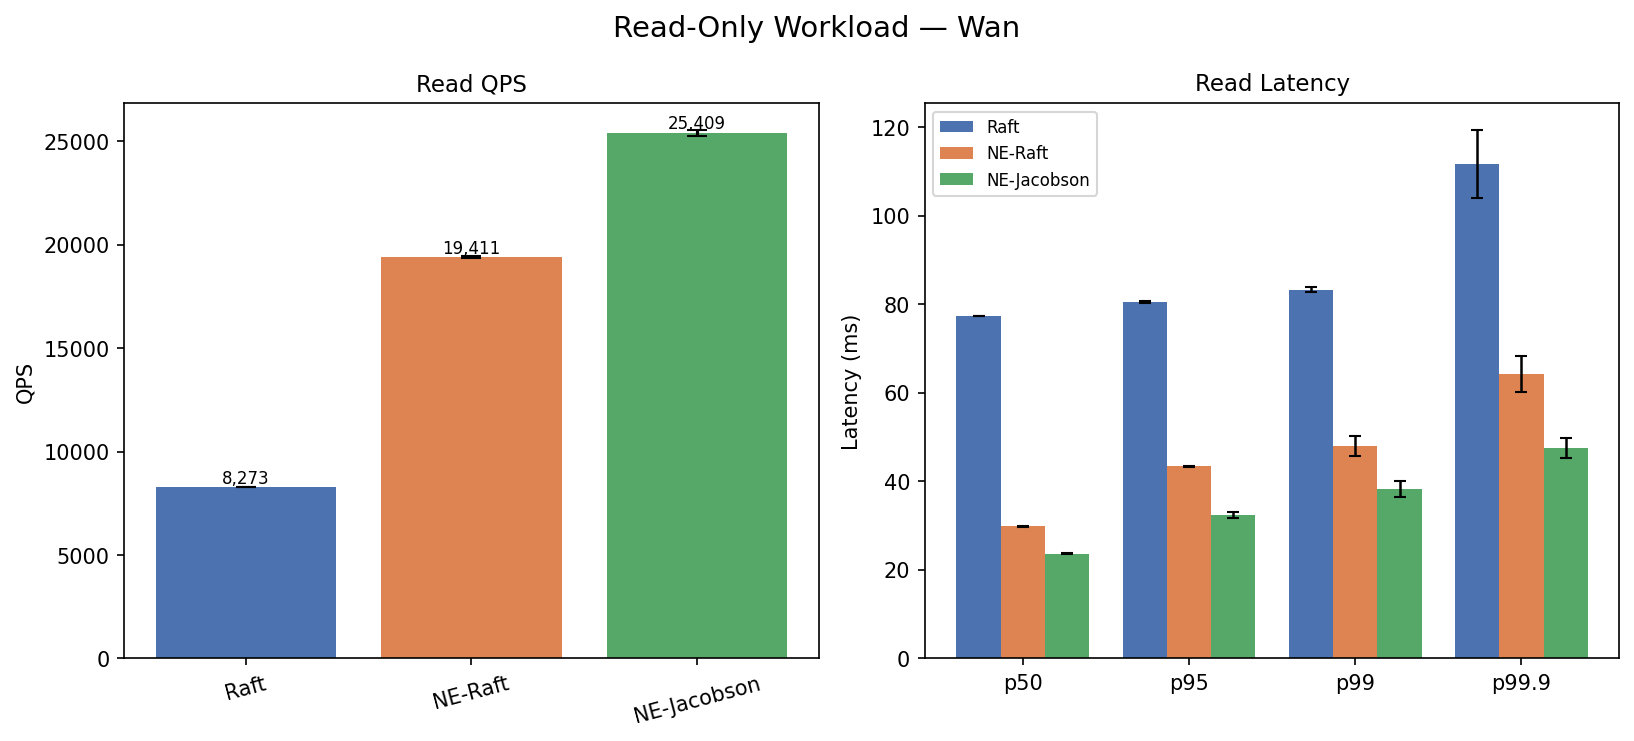 Read-Only Workload — Wan
Read QPS
QPS
25000
20000
15000
10000
5000
0
8,273
19,411
25,409
Raft
NE-Raft
NE-Jacobson
Read Latency
Latency (ms)
120
100
80
60
40
20
0
Raft
NE-Raft
NE-Jacobson
p50
p95
p99
p99.9